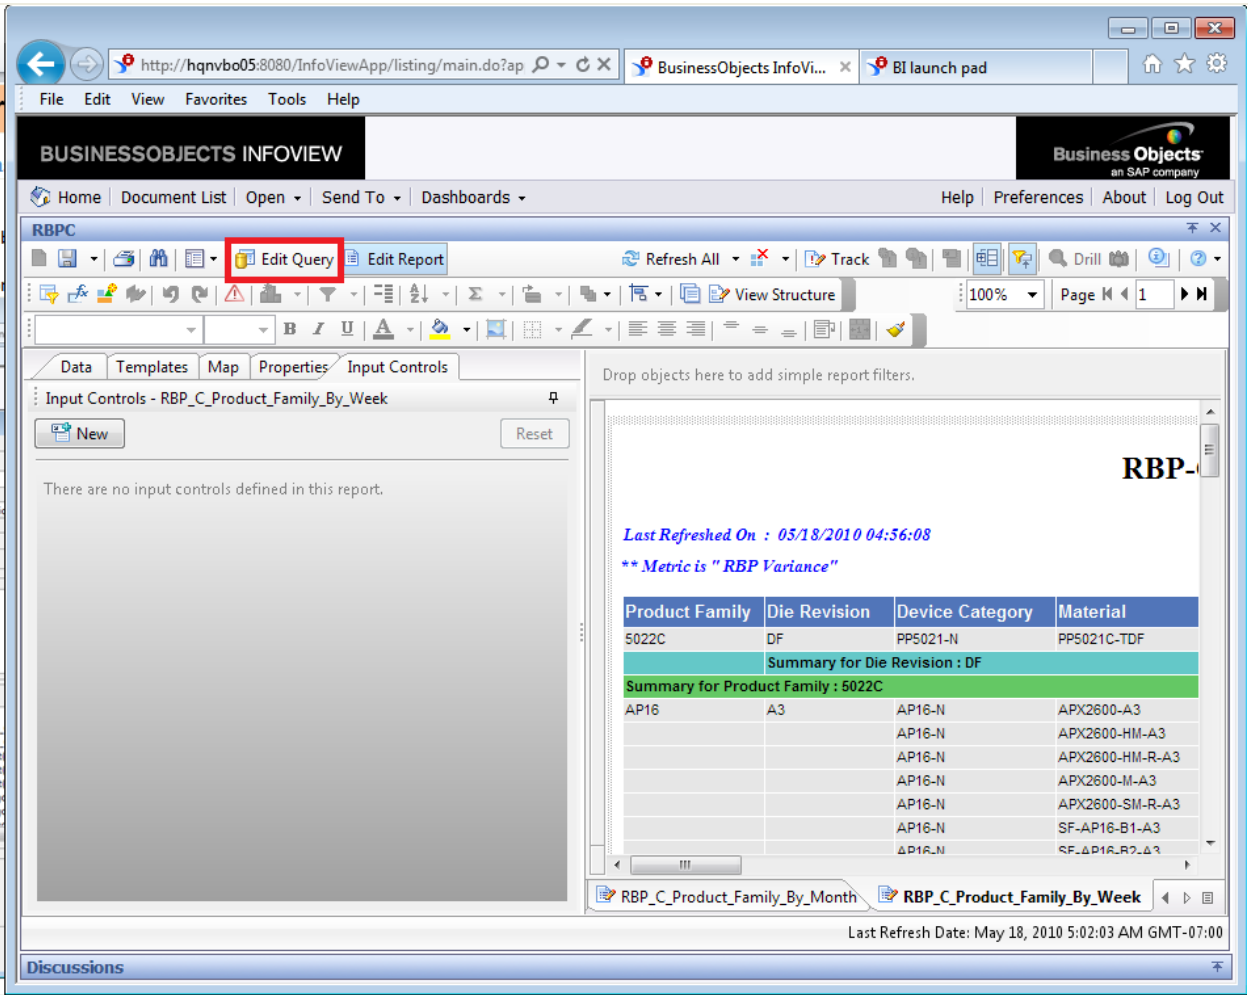 http://hqnvbo05:8080/InfoViewApp/listing/main.do?ap
BusinessObjects InfoVi...
BI launch pad
File Edit View Favorites Tools Help
BUSINESSOBJECTS INFOVIEW
Business Objects
an SAP company
Home Document List Open Send To Dashboards
Help Preferences About Log Out
RBPC
Edit Query Edit Report
Refresh All Track Drill
View Structure
100% Page 1
B I U A
Data Templates Map Properties Input Controls
Input Controls - RBP_C_Product_Family_By_Week
New Reset
There are no input controls defined in this report.
Drop objects here to add simple report filters.
RBP-
Last Refreshed On : 05/18/2010 04:56:08
** Metric is " RBP Variance"
Product Family Die Revision Device Category Material
5022C DF PP5021-N PP5021C-TDF
Summary for Die Revision : DF
Summary for Product Family : 5022C
AP16 A3 AP16-N APX2600-A3
AP16-N APX2600-HM-A3
AP16-N APX2600-HM-R-A3
AP16-N APX2600-M-A3
AP16-N APX2600-SM-R-A3
AP16-N SF-AP16-B1-A3
AP16-N SF-AP16-B2-A3
RBP_C_Product_Family_By_Month RBP_C_Product_Family_By_Week
Last Refresh Date: May 18, 2010 5:02:03 AM GMT-07:00
Discussions